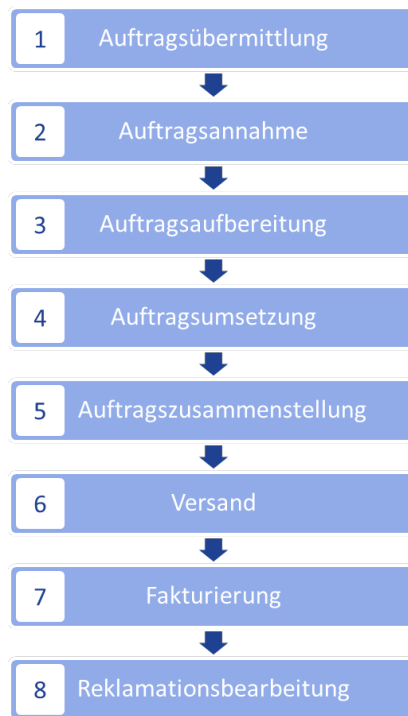 1 Auftragsübermittlung
2 Auftragsannahme
3 Auftragsaufbereitung
4 Auftragsumsetzung
5 Auftragszusammenstellung
6 Versand
7 Fakturierung
8 Reklamationsbearbeitung